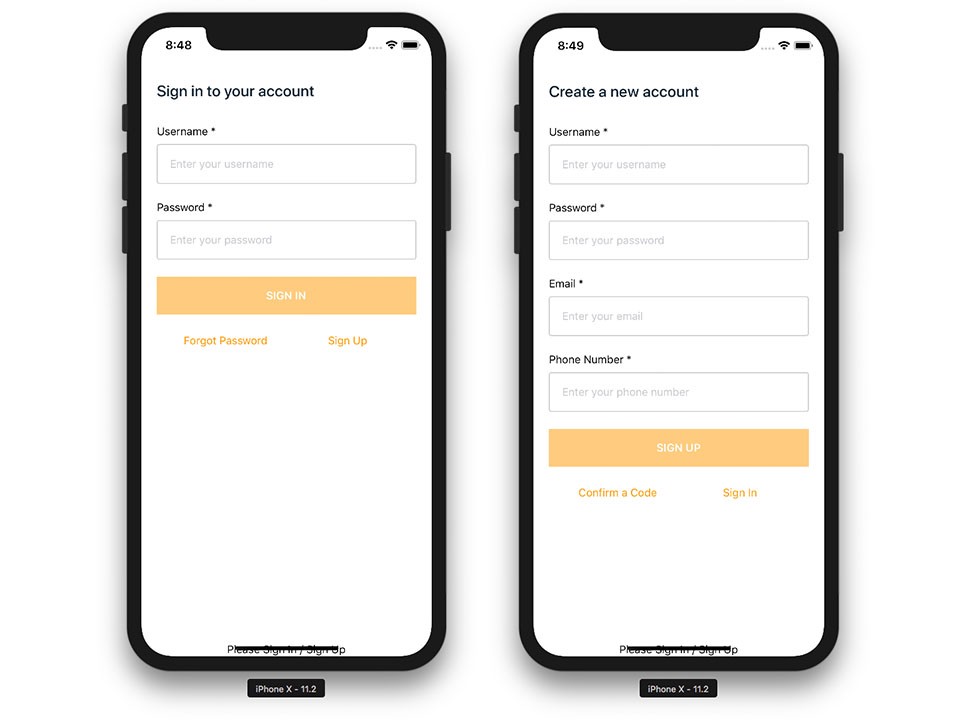 8:48
Sign in to your account
Username *
Enter your username
Password *
Enter your password
SIGN IN
Forgot Password Sign Up
Please Sign In / Sign Up
iPhone X - 11.2
8:49
Create a new account
Username *
Enter your username
Password *
Enter your password
Email *
Enter your email
Phone Number *
Enter your phone number
SIGN UP
Confirm a Code Sign In
Please Sign In / Sign Up
iPhone X - 11.2